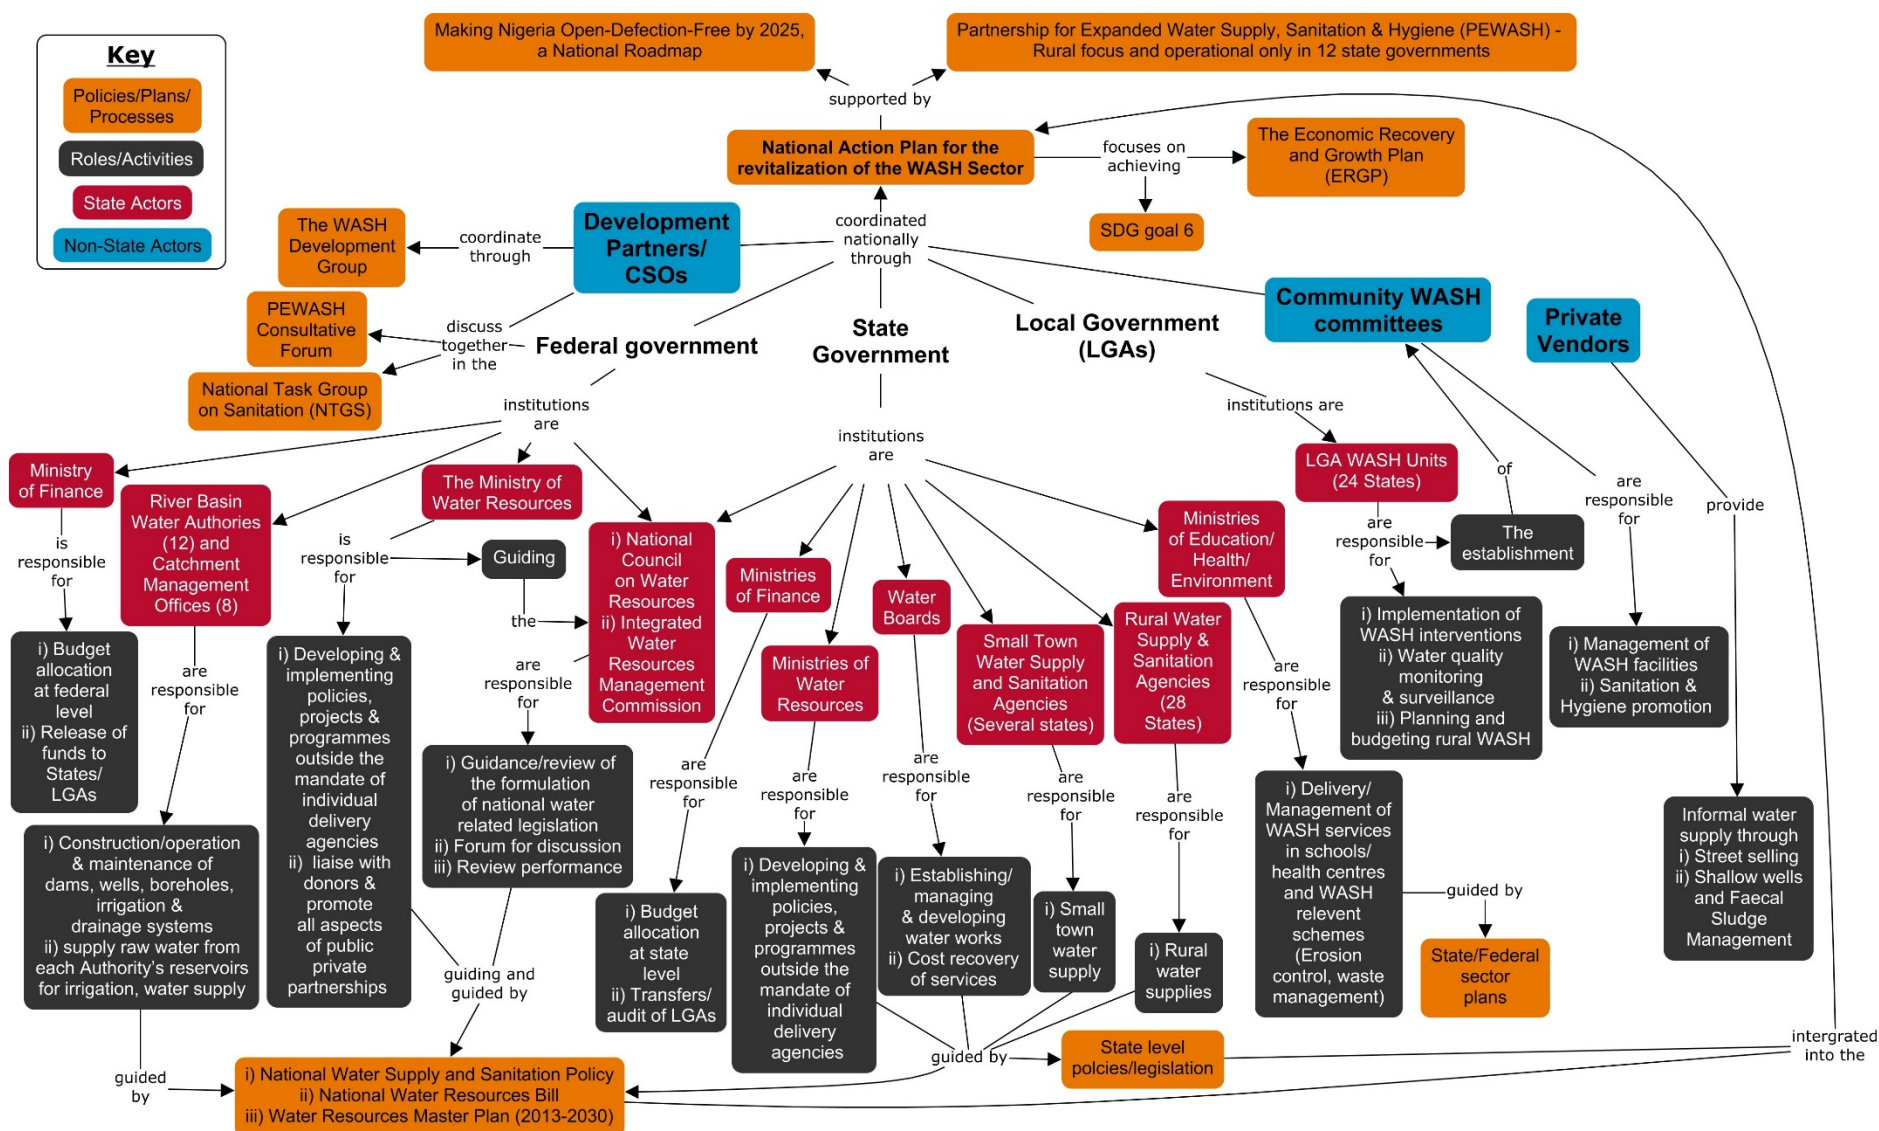 Key
Policies/Plans/
Processes
Roles/Activities
State Actors
Non-State Actors
Making Nigeria Open-Defection-Free by 2025,
a National Roadmap
Partnership for Expanded Water Supply, Sanitation & Hygiene (PEWASH) -
Rural focus and operational only in 12 state governments
supported by
National Action Plan for the
revitalization of the WASH Sector
focuses on
achieving
The Economic Recovery
and Growth Plan
(ERGP)
SDG goal 6
The WASH
Development
Group
coordinate
through
Development
Partners/
CSOs
coordinated
nationally
through
PEWASH
Consultative
Forum
discuss
together
in the
National Task Group
on Sanitation (NTGS)
Federal government
State
Government
Local Government
(LGAs)
Community WASH
committees
Private
Vendors
institutions
are
institutions
are
institutions are
Ministry
of Finance
River Basin
Water Authories
(12) and
Catchment
Management
Offices (8)
The Ministry of
Water Resources
i) National
Council
on Water
Resources
ii) Integrated
Water
Resources
Management
Commission
Ministries
of Finance
Ministries of
Water
Resources
Water
Boards
Small Town
Water Supply
and Sanitation
Agencies
(Several states)
Rural Water
Supply &
Sanitation
Agencies
(28
States)
Ministries
of Education/
Health/
Environment
LGA WASH Units
(24 States)
of
The
establishment
are
responsible
for
are
responsible
for
provide
is
responsible
for
is
responsible
for
Guiding
the
are
responsible
for
are
responsible
for
are
responsible
for
are
responsible
for
are
responsible
for
are
responsible
for
are
responsible
for
are
responsible
for
i) Budget
allocation
at federal
level
ii) Release of
funds to
States/
LGAs
i) Construction/operation
& maintenance of
dams, wells, boreholes,
irrigation &
drainage systems
ii) supply raw water from
each Authority's reservoirs
for irrigation, water supply
i) Developing &
implementing
policies,
projects &
programmes
outside the
mandate of
individual
delivery
agencies
ii) liaise with
donors &
promote
all aspects
of public
private
partnerships
i) Guidance/review of
the formulation
of national water
related legislation
ii) Forum for discussion
iii) Review performance
i) Budget
allocation
at state
level
ii) Transfers/
audit of LGAs
i) Developing &
implementing
policies,
projects &
programmes
outside the
mandate of
individual
delivery
agencies
i) Establishing/
managing
& developing
water works
ii) Cost recovery
of services
i) Small
town
water
supply
i) Rural
water
supplies
i) Delivery/
Management of
WASH services
in schools/
health centres
and WASH
relevent
schemes
(Erosion
control, waste
management)
i) Implementation of
WASH interventions
ii) Water quality
monitoring
& surveillance
iii) Planning and
budgeting rural WASH
i) Management of
WASH facilities
ii) Sanitation &
Hygiene promotion
Informal water
supply through
i) Street selling
ii) Shallow wells
and Faecal
Sludge
Management
guided by
State/Federal
sector
plans
guiding and
guided by
guided
by
guided by
State level
polcies/legislation
intergrated
into the
i) National Water Supply and Sanitation Policy
ii) National Water Resources Bill
iii) Water Resources Master Plan (2013-2030)